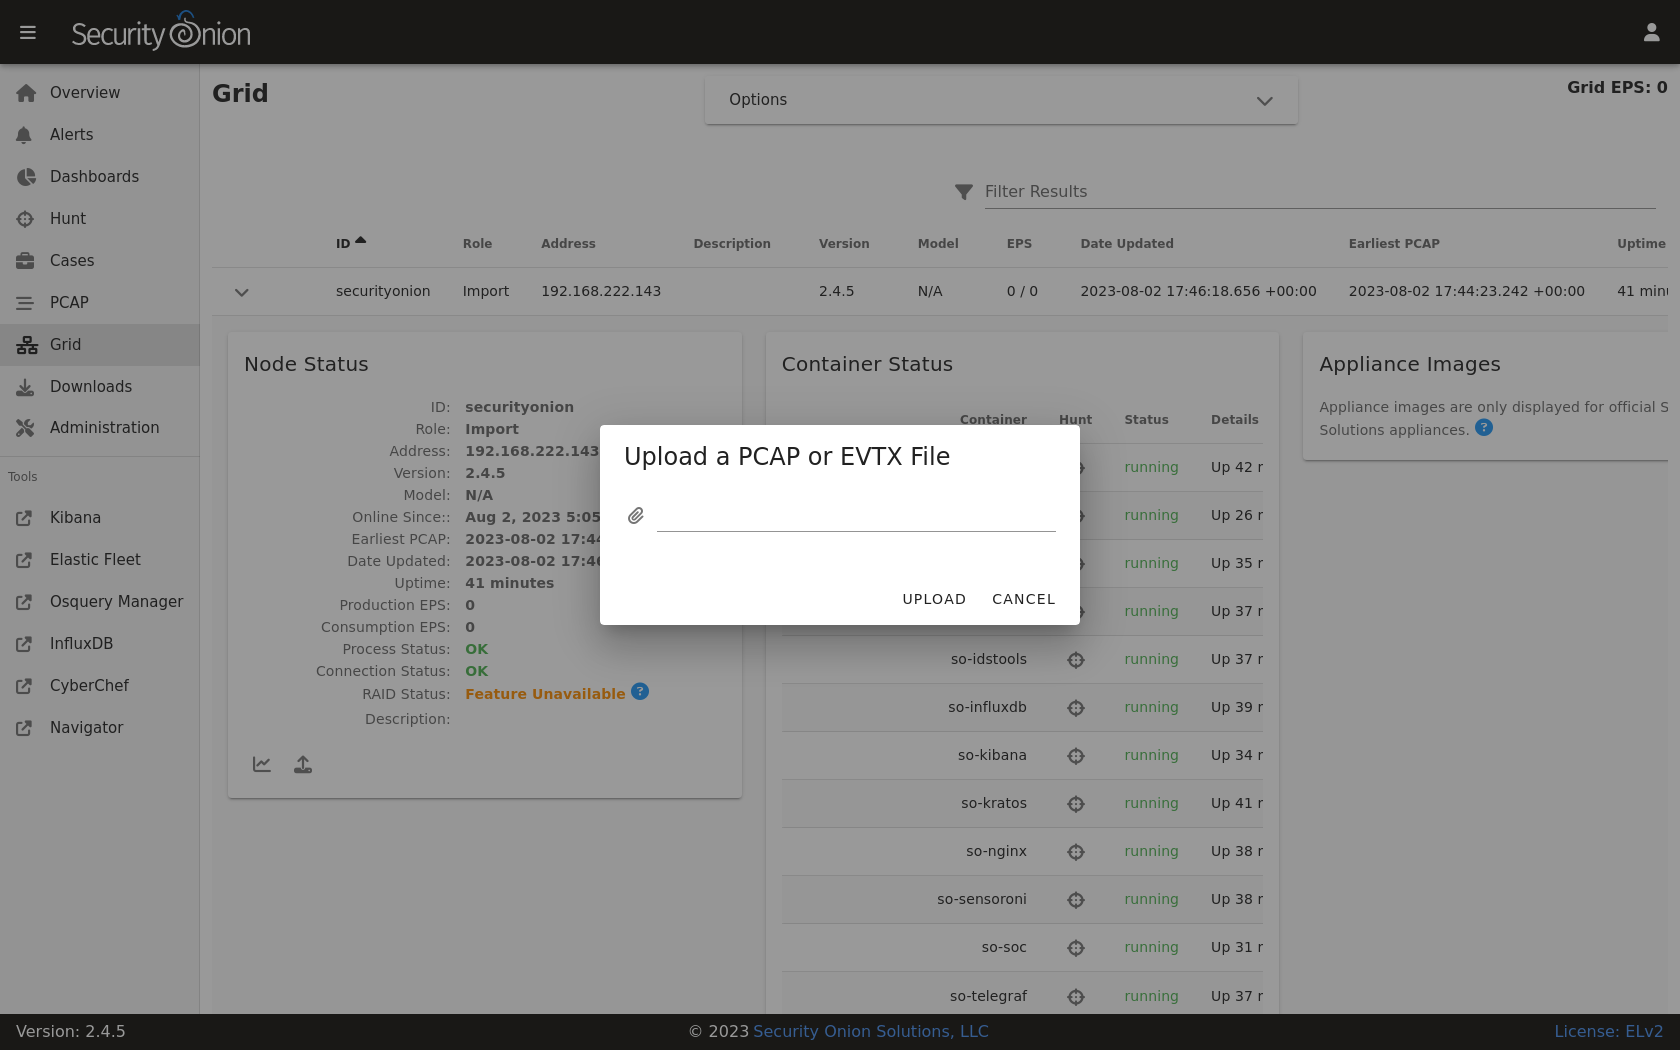 Security Onion
Overview
Alerts
Dashboards
Hunt
Cases
PCAP
Grid
Downloads
Administration
Tools
Kibana
Elastic Fleet
Osquery Manager
InfluxDB
CyberChef
Navigator
Grid
Options
Grid EPS: 0
Filter Results
ID Role Address Description Version Model EPS Date Updated Earliest PCAP Uptime
securityonion Import 192.168.222.143 2.4.5 N/A 0 / 0 2023-08-02 17:46:18.656 +00:00 2023-08-02 17:44:23.242 +00:00 41 minu
Node Status
ID: securityonion
Role: Import
Address: 192.168.222.143
Version: 2.4.5
Model: N/A
Online Since:: Aug 2, 2023 5:05
Earliest PCAP: 2023-08-02 17:44
Date Updated: 2023-08-02 17:46
Uptime: 41 minutes
Production EPS: 0
Consumption EPS: 0
Process Status: OK
Connection Status: OK
RAID Status: Feature Unavailable ?
Description:
Container Status
Container Hunt Status Details
running Up 42 r
running Up 26 r
running Up 35 r
running Up 37 r
so-idstools running Up 37 r
so-influxdb running Up 39 r
so-kibana running Up 34 r
so-kratos running Up 41 r
so-nginx running Up 38 r
so-sensoroni running Up 38 r
so-soc running Up 31 r
so-telegraf running Up 37 r
Appliance Images
Appliance images are only displayed for official S
Solutions appliances. ?
Upload a PCAP or EVTX File
UPLOAD CANCEL
Version: 2.4.5
© 2023 Security Onion Solutions, LLC
License: ELv2